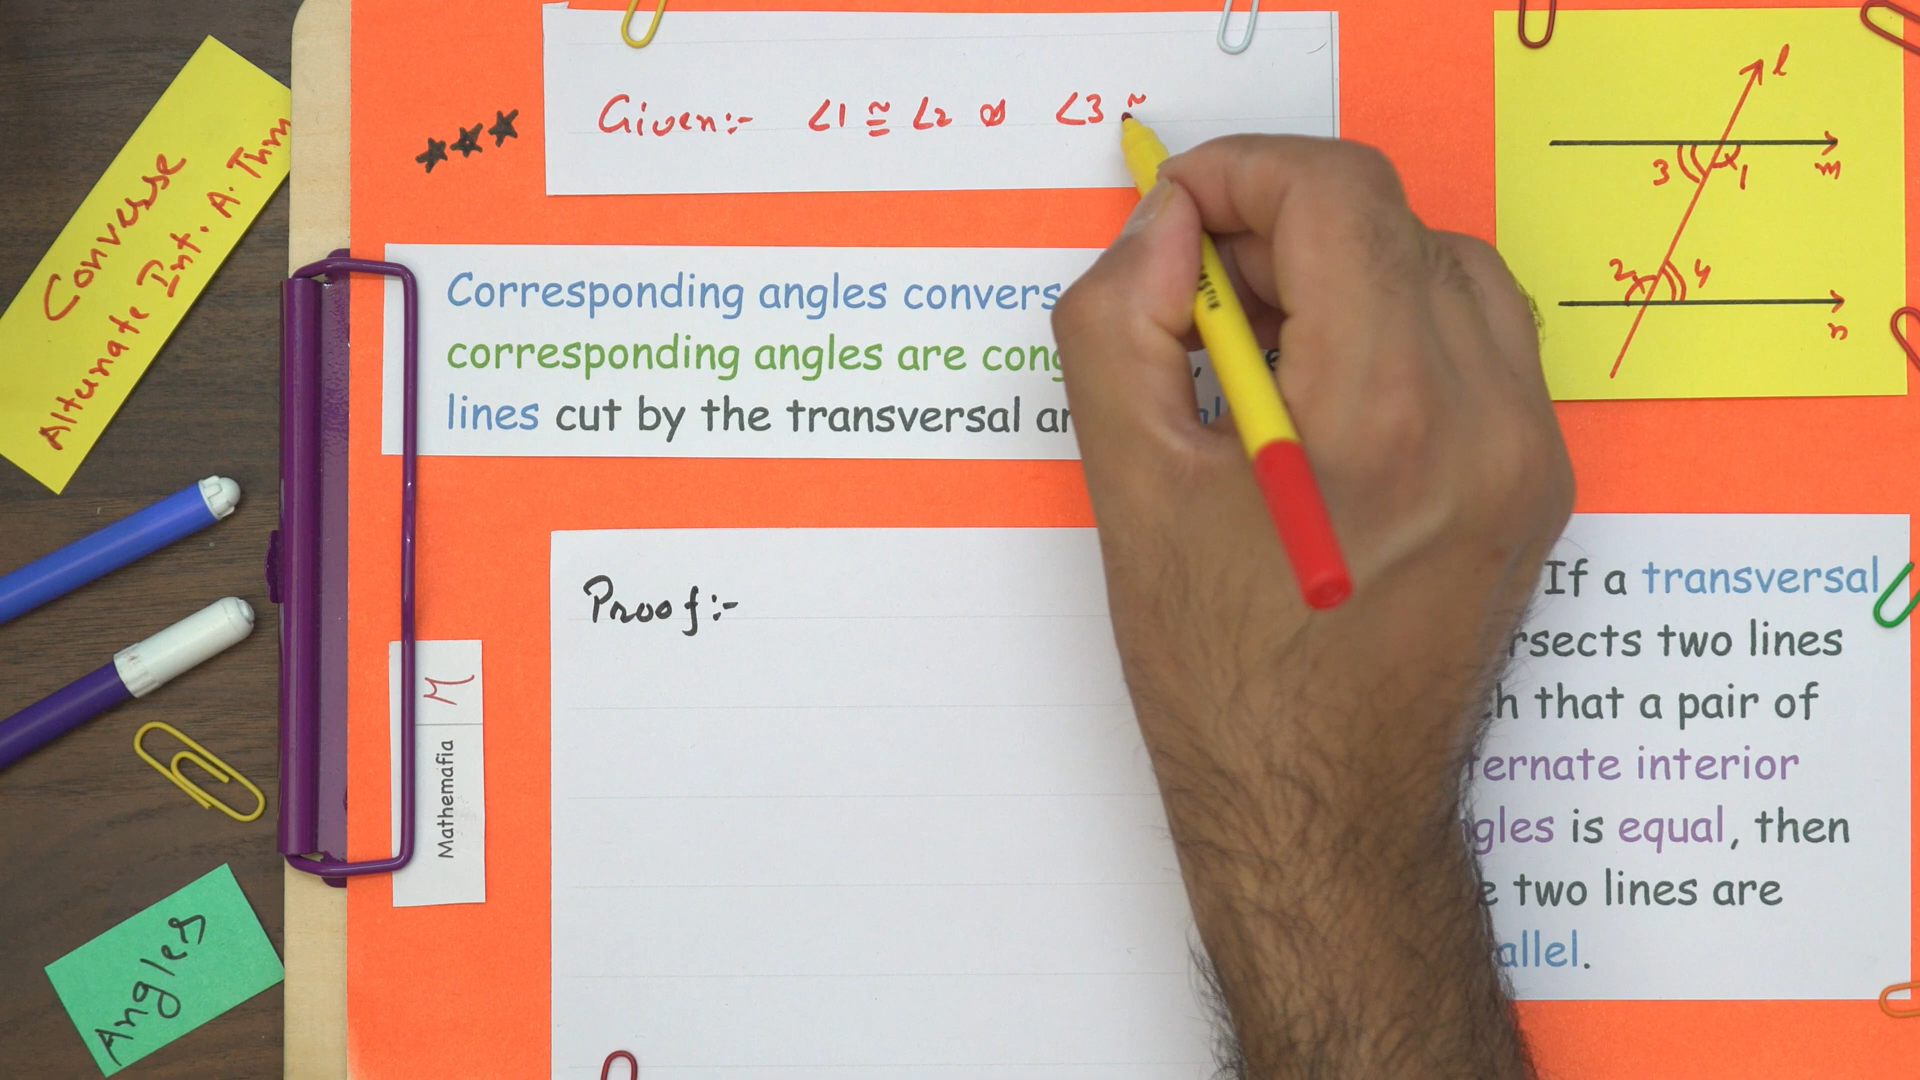 Given:- ∠1 ≅ ∠2 & ∠3 ≅
Converse
Alternate Int. A. Thm
Corresponding angles convers
corresponding angles are cong
lines cut by the transversal ar
l
m
3 1
2 4
n
Proof:-
If a transversal
rsects two lines
h that a pair of
ternate interior
gles is equal, then
e two lines are
allel.
M
Mathemafia
Angles